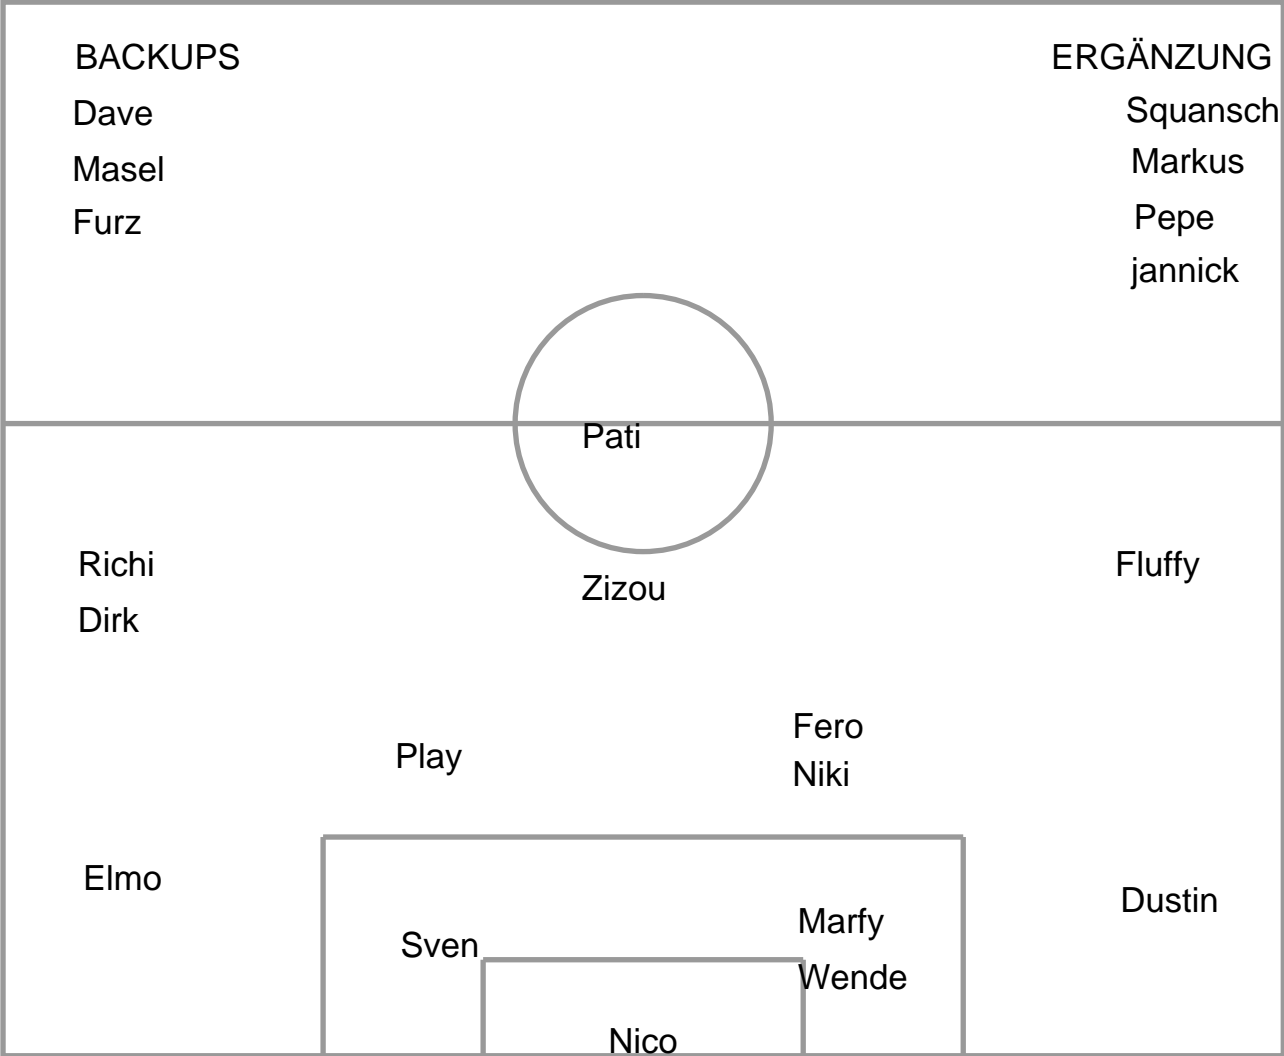 BACKUPS
Dave
Masel
Furz
ERGÄNZUNG
Squansch
Markus
Pepe
jannick
Pati
Richi
Dirk
Zizou
Fluffy
Play
Fero
Niki
Elmo
Sven
Marfy
Wende
Dustin
Nico